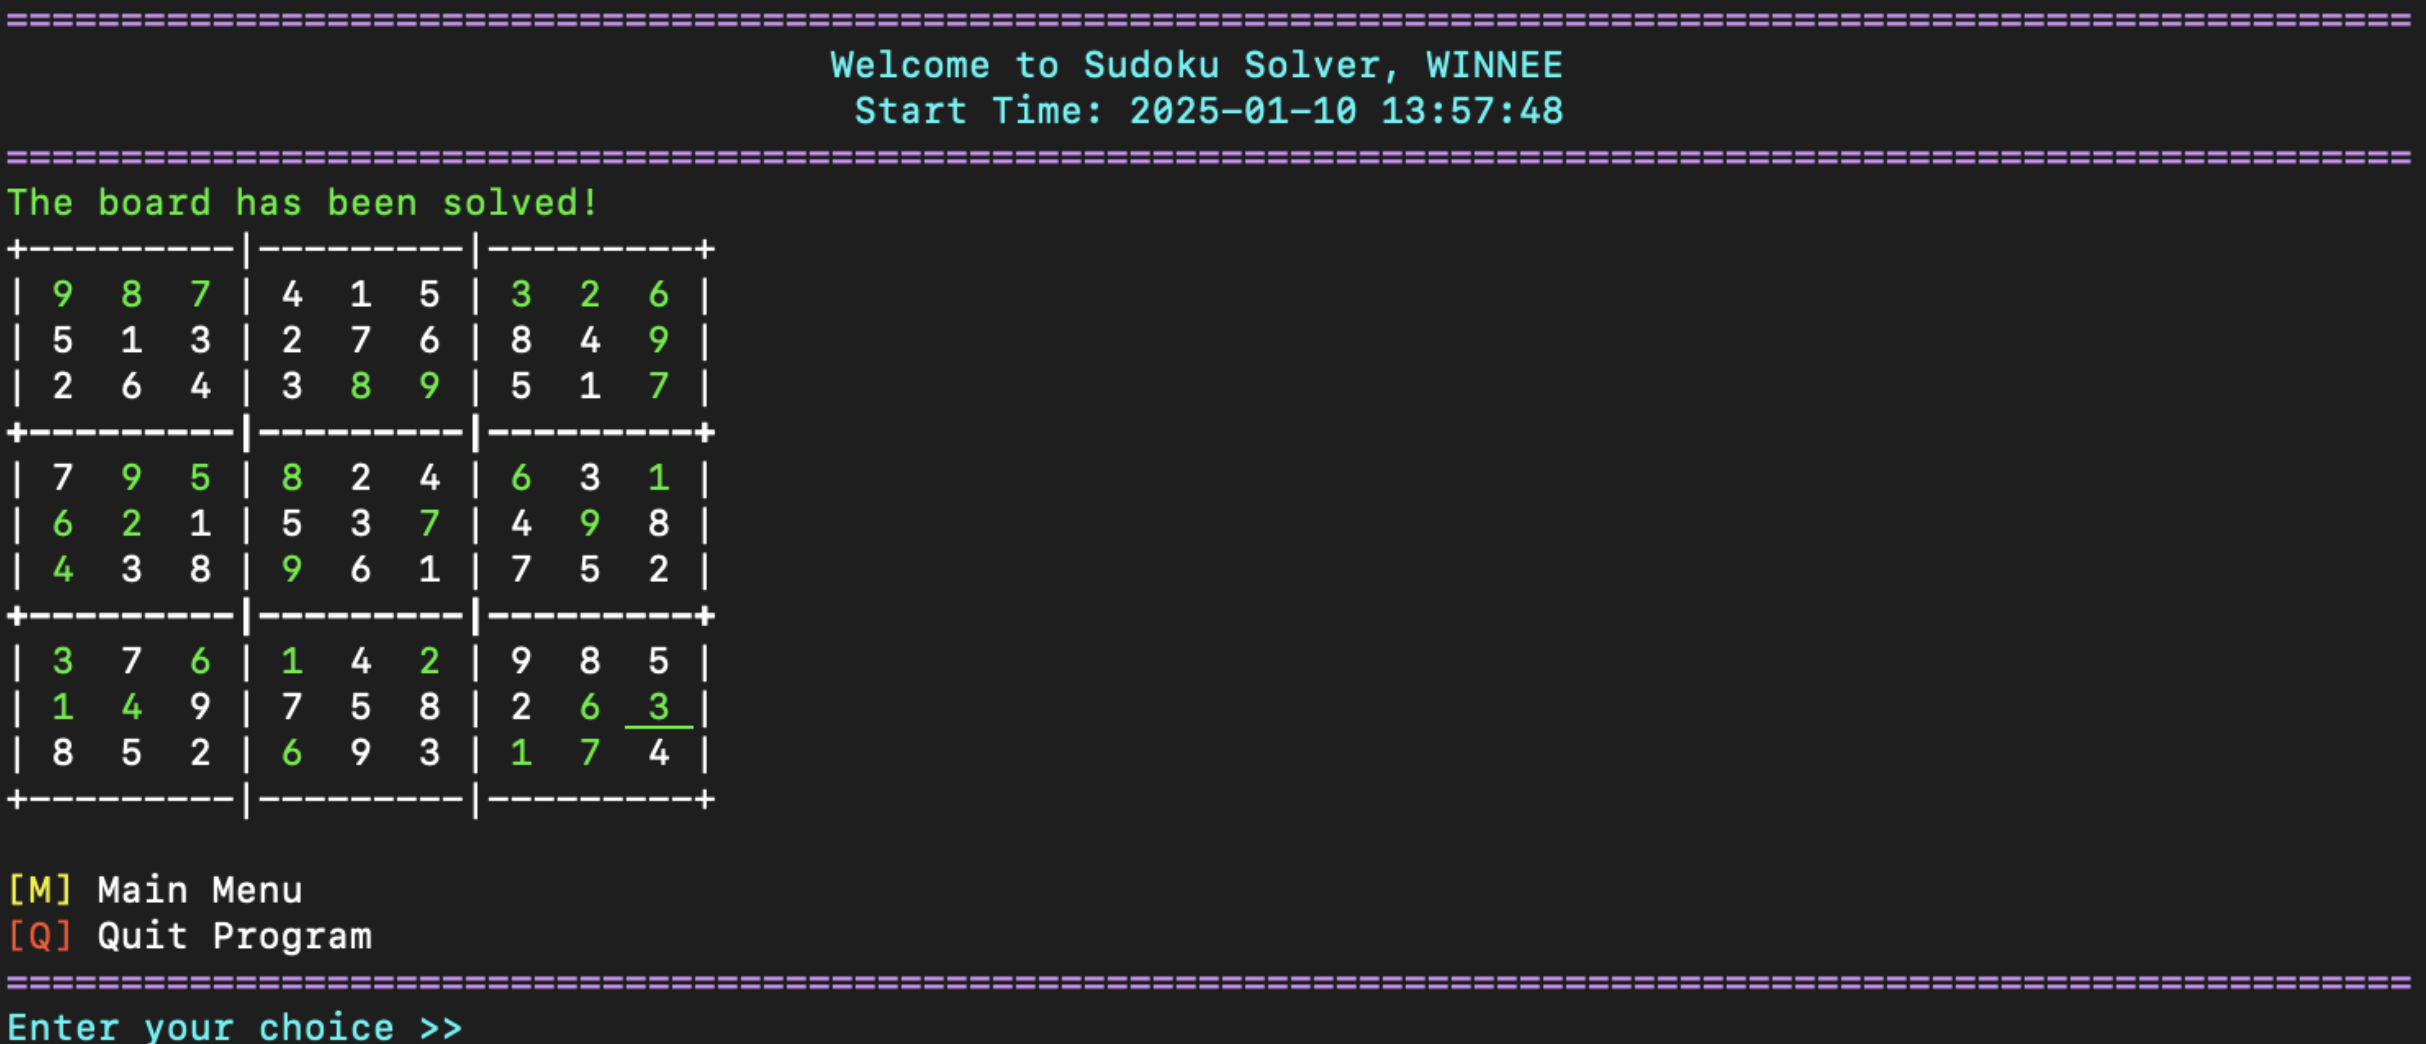 =========================================================================================================
Welcome to Sudoku Solver, WINNEE
Start Time: 2025-01-10 13:57:48
=========================================================================================================
The board has been solved!
+---------|---------|---------+
| 9  8  7 | 4  1  5 | 3  2  6 |
| 5  1  3 | 2  7  6 | 8  4  9 |
| 2  6  4 | 3  8  9 | 5  1  7 |
+---------|---------|---------+
| 7  9  5 | 8  2  4 | 6  3  1 |
| 6  2  1 | 5  3  7 | 4  9  8 |
| 4  3  8 | 9  6  1 | 7  5  2 |
+---------|---------|---------+
| 3  7  6 | 1  4  2 | 9  8  5 |
| 1  4  9 | 7  5  8 | 2  6  3 |
| 8  5  2 | 6  9  3 | 1  7  4 |
+---------|---------|---------+
[M] Main Menu
[Q] Quit Program
=========================================================================================================
Enter your choice >>